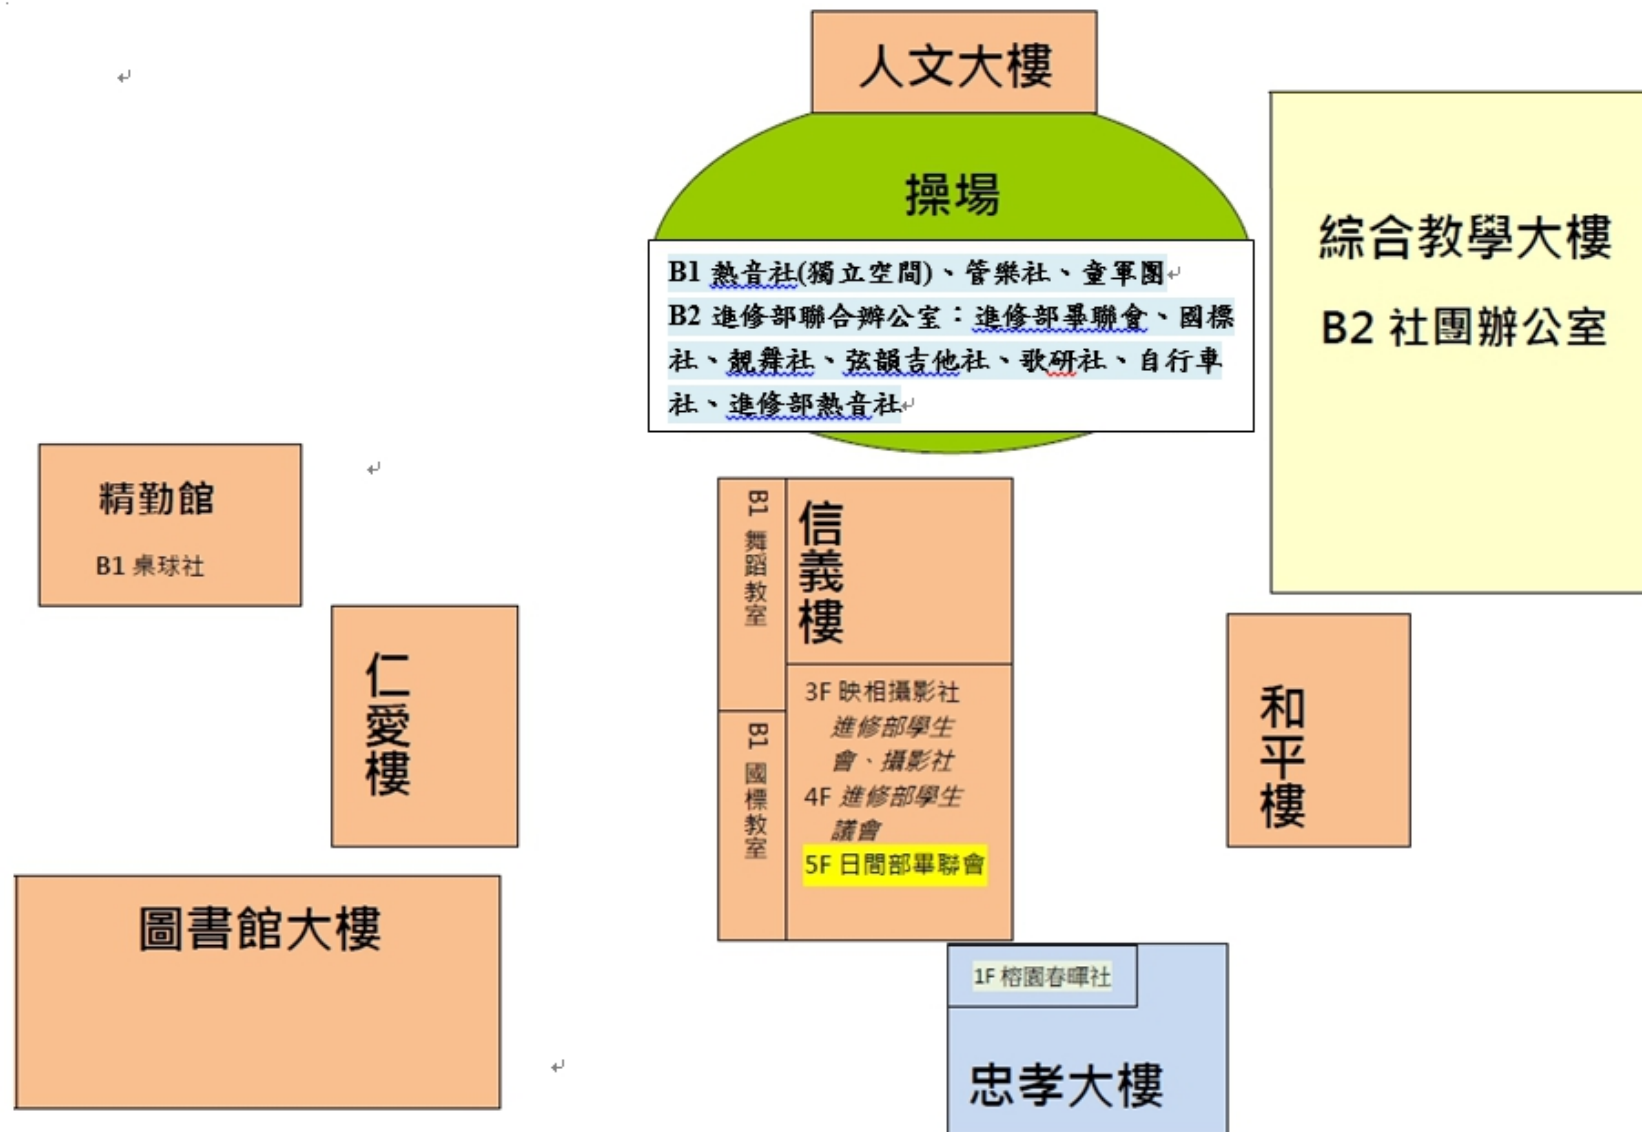 人文大樓
操場
B1 熱音社(獨立空間)、管樂社、童軍團
B2 進修部聯合辦公室：進修部畢聯會、國標
社、靚舞社、弦韻吉他社、歌研社、自行車
社、進修部熱音社
綜合教學大樓
B2 社團辦公室
精勤館
B1 桌球社
仁愛樓
圖書館大樓
B1 舞蹈教室
B1 國標教室
信義樓
3F 映相攝影社
進修部學生
會、攝影社
4F 進修部學生
議會
5F 日間部畢聯會
和平樓
1F 榕園春暉社
忠孝大樓